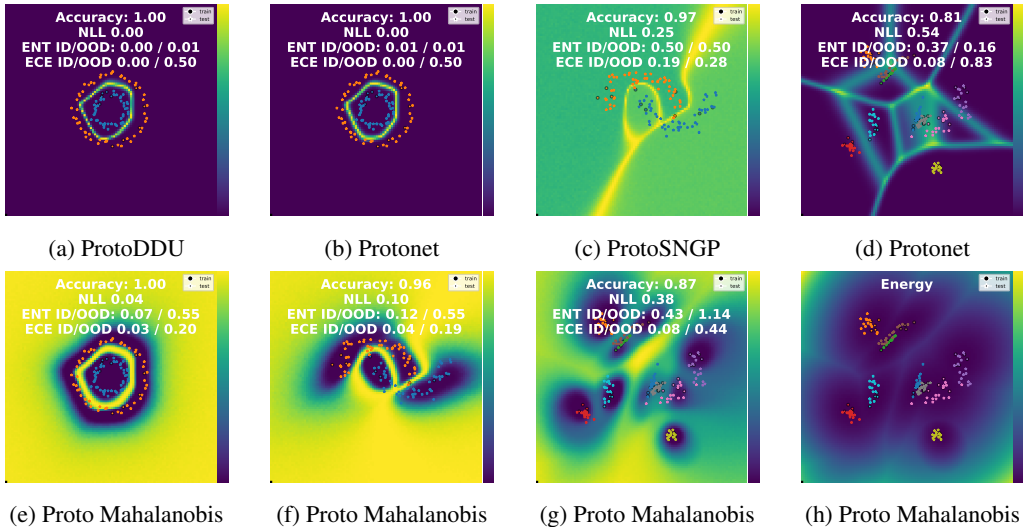 Accuracy: 1.00
NLL 0.00
ENT ID/OOD: 0.00 / 0.01
ECE ID/OOD 0.00 / 0.50
train
test
(a) ProtoDDU
Accuracy: 1.00
NLL 0.00
ENT ID/OOD: 0.01 / 0.01
ECE ID/OOD 0.00 / 0.50
train
test
(b) Protonet
Accuracy: 0.97
NLL 0.25
ENT ID/OOD: 0.50 / 0.50
ECE ID/OOD 0.19 / 0.28
train
test
(c) ProtoSNGP
Accuracy: 0.81
NLL 0.54
ENT ID/OOD: 0.37 / 0.16
ECE ID/OOD 0.08 / 0.83
train
test
(d) Protonet
Accuracy: 1.00
NLL 0.04
ENT ID/OOD: 0.07 / 0.55
ECE ID/OOD 0.03 / 0.20
train
test
(e) Proto Mahalanobis
Accuracy: 0.96
NLL 0.10
ENT ID/OOD: 0.12 / 0.55
ECE ID/OOD 0.04 / 0.19
train
test
(f) Proto Mahalanobis
Accuracy: 0.87
NLL 0.38
ENT ID/OOD: 0.43 / 1.14
ECE ID/OOD 0.08 / 0.44
train
test
(g) Proto Mahalanobis
Energy
train
test
(h) Proto Mahalanobis